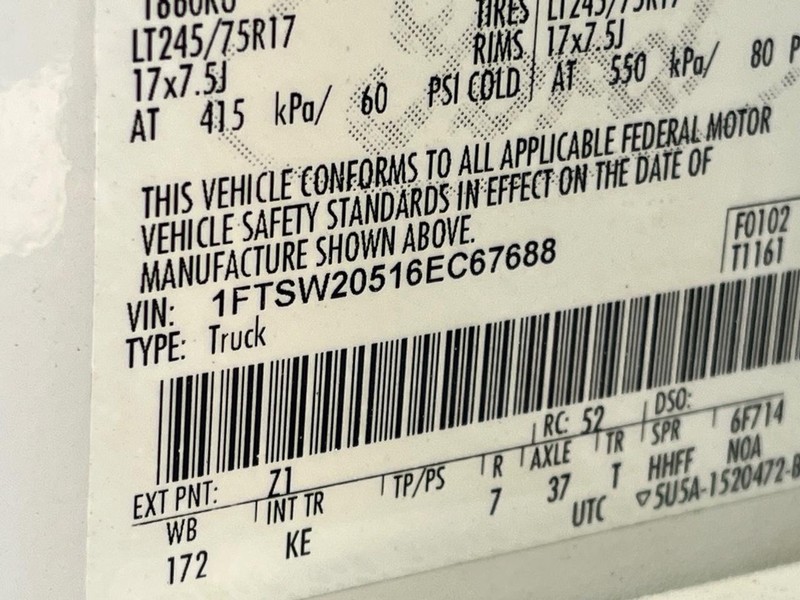 LT245/75R17
17x7.5J
AT 415 kPa/ 60 PSI COLD
TIRES LT245/75R17
RIMS 17x7.5J
AT 550 kPa/ 80 P
THIS VEHICLE CONFORMS TO ALL APPLICABLE FEDERAL MOTOR
VEHICLE SAFETY STANDARDS IN EFFECT ON THE DATE OF
MANUFACTURE SHOWN ABOVE.
F0102
T1161
VIN: 1FTSW20516EC67688
TYPE: Truck
EXT PNT: Z1 RC: 52 DSO:
WB INT TR TP/PS R AXLE TR SPR 6F714
172 KE 7 37 T HHFF NOA
UTC ▽5U5A-1520472-B